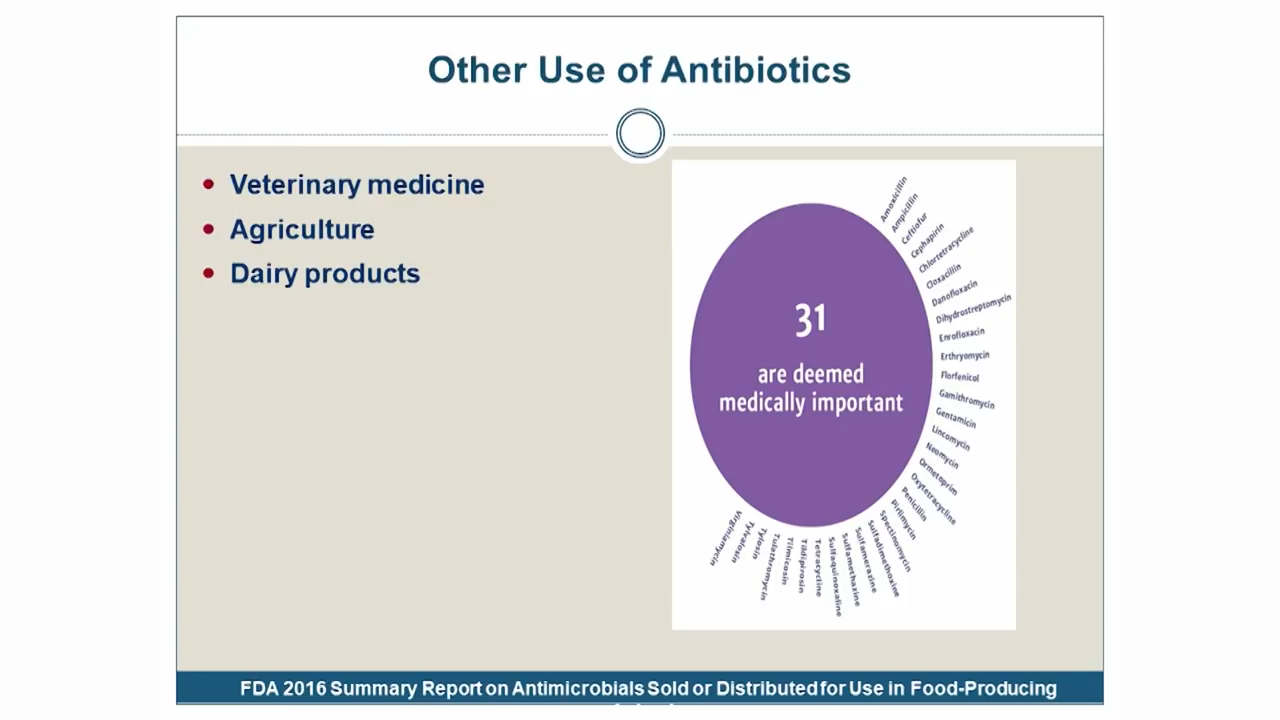 Other Use of Antibiotics
• Veterinary medicine
• Agriculture
• Dairy products
31
are deemed
medically important
Amoxicillin
Ampicillin
Ceftiofur
Cephapirin
Chlortetracycline
Cloxacillin
Danofloxacin
Dihydrostreptomycin
Enrofloxacin
Erthryomycin
Florfenicol
Gamithromycin
Gentamicin
Lincomycin
Neomycin
Ormetoprim
Oxytetracycline
Penicillin
Pirlimycin
Spectinomycin
Sulfadimethoxine
Sulfamerazine
Sulfamethazine
Sulfaquinoxaline
Tetracycline
Tildipirosin
Tilmicosin
Tulathromycin
Tylosin
Tylvalosin
Virginiamycin
FDA 2016 Summary Report on Antimicrobials Sold or Distributed for Use in Food-Producing